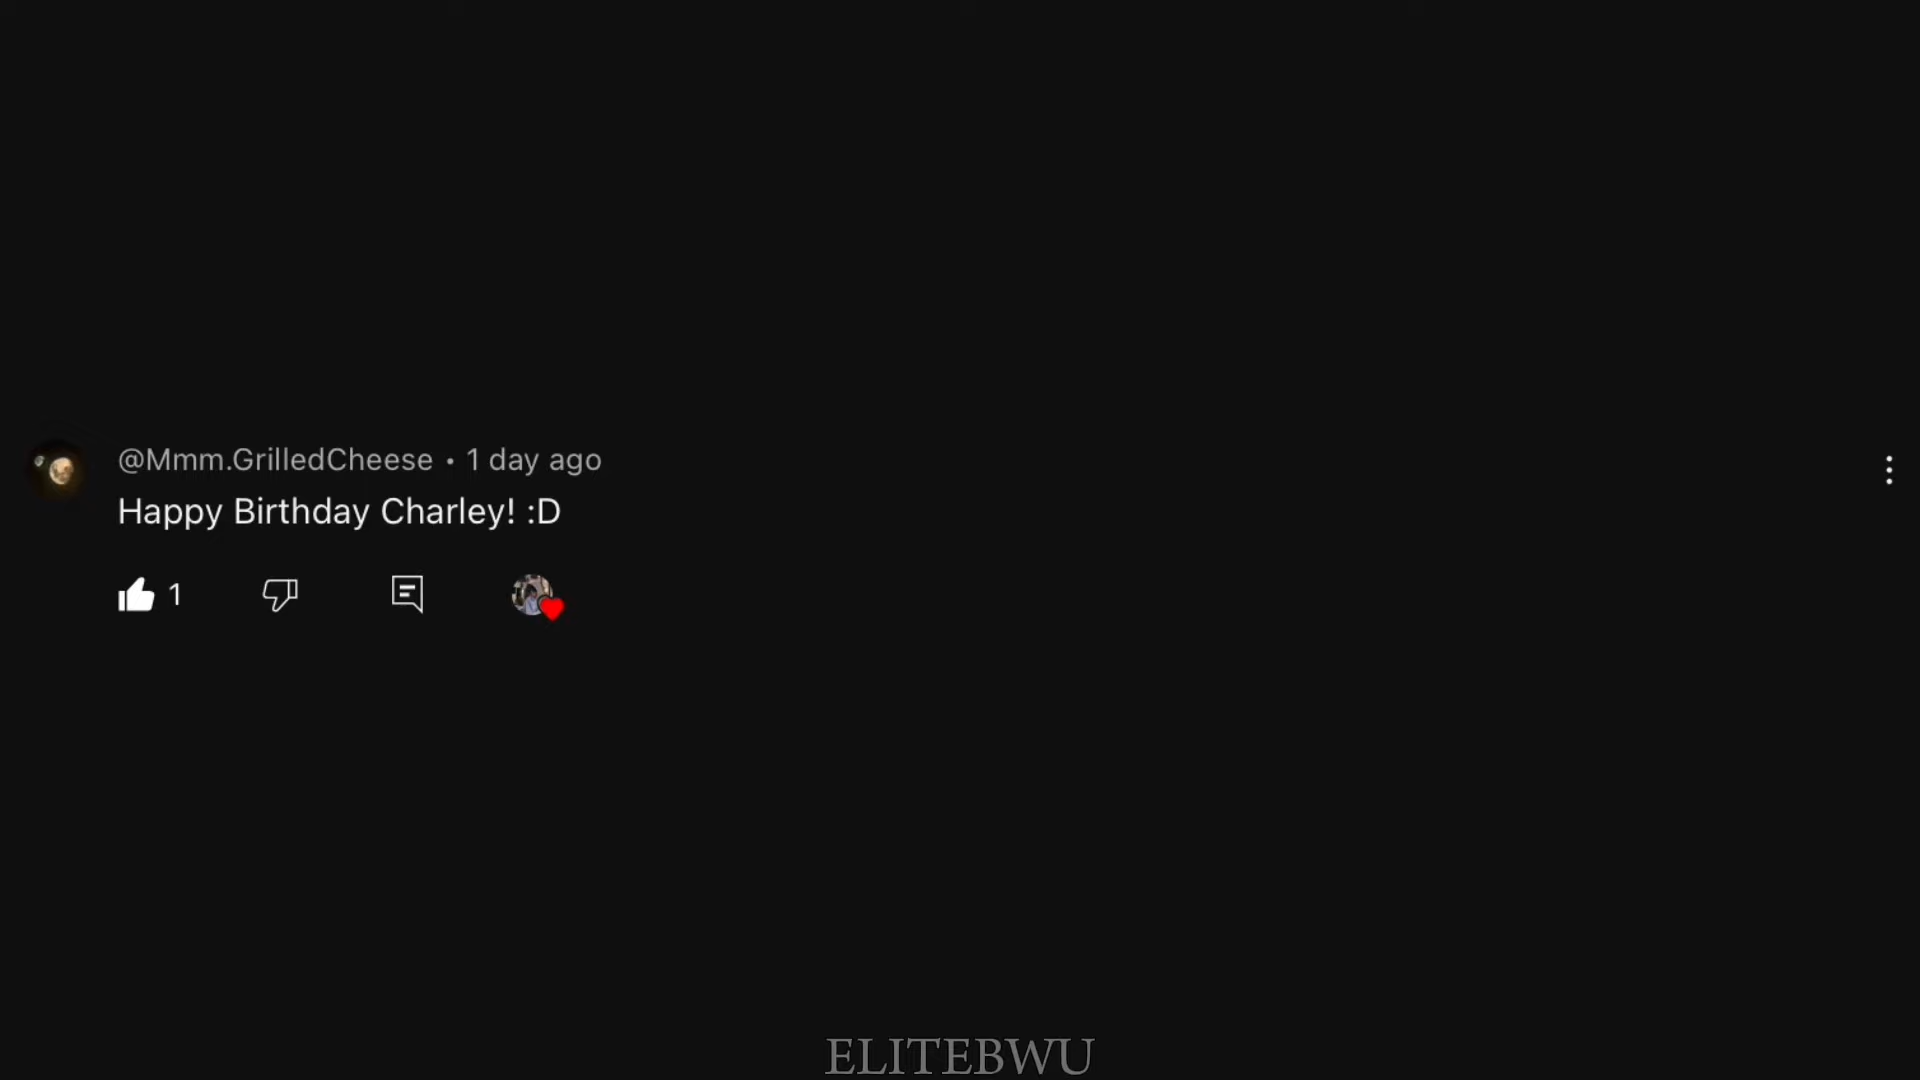 @Mmm.GrilledCheese • 1 day ago
Happy Birthday Charley! :D
1
ELITEBWU